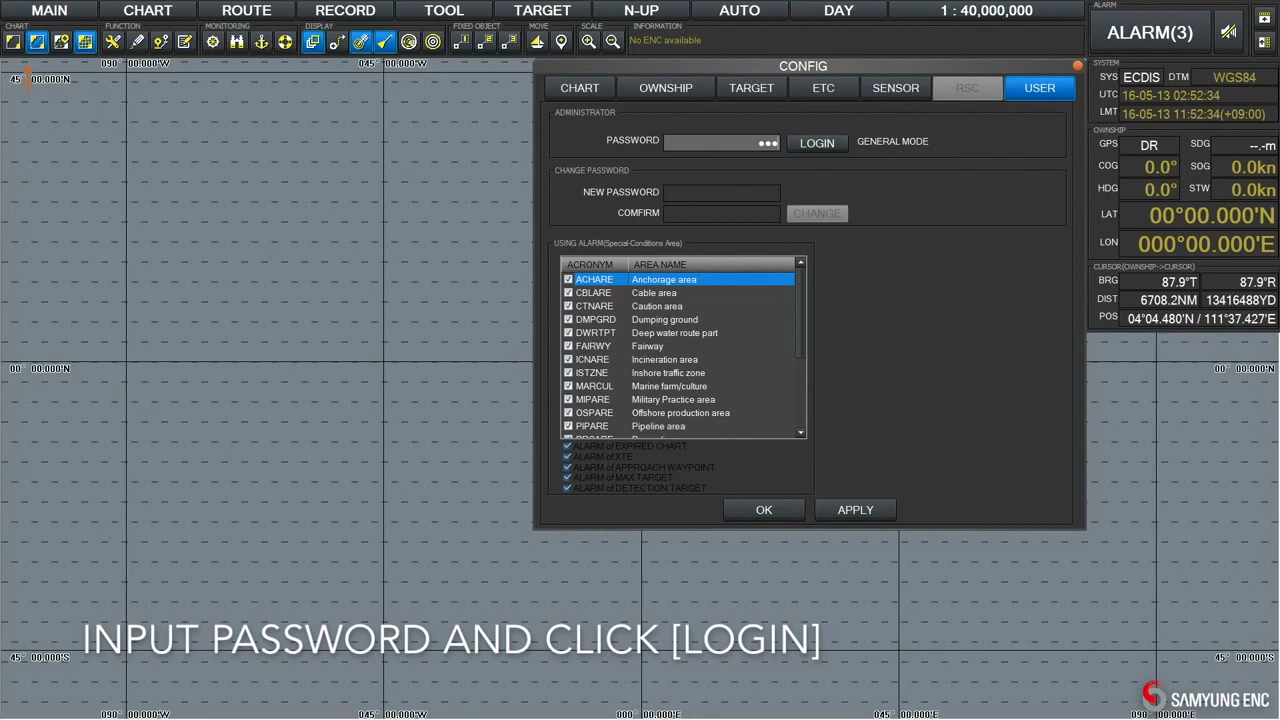 MAIN CHART ROUTE RECORD TOOL TARGET N-UP AUTO DAY 1 : 40,000,000
CHART FUNCTION MONITORING DISPLAY FIXED OBJECT MOVE SCALE INFORMATION
No ENC available
ALARM
ALARM(3)
SYSTEM
SYS ECDIS DTM WGS84
UTC 16-05-13 02:52:34
LMT 16-05-13 11:52:34(+09:00)
OWNSHIP
GPS DR SDG --.-m
COG 0.0° SOG 0.0kn
HDG 0.0° STW 0.0kn
LAT 00°00.000'N
LON 000°00.000'E
CURSOR(OWNSHIP->CURSOR)
BRG 87.9°T 87.9°R
DIST 6708.2NM 13416488YD
POS 04°04.480'N / 111°37.427'E
090° 00.000'W 045° 00.000'W
45° 00.000'N
CONFIG
CHART OWNSHIP TARGET ETC SENSOR RSC USER
ADMINISTRATOR
PASSWORD ●●● LOGIN GENERAL MODE
CHANGE PASSWORD
NEW PASSWORD
CONFIRM CHANGE
USING ALARM(Special-Conditions Area)
ACRONYM AREA NAME
ACHARE Anchorage area
CBLARE Cable area
CTNARE Caution area
DMPGRD Dumping ground
DWRTPT Deep water route part
FAIRWY Fairway
ICNARE Incineration area
ISTZNE Inshore traffic zone
MARCUL Marine farm/culture
MIPARE Military Practice area
OSPARE Offshore production area
PIPARE Pipeline area
ALARM of EXPIRED CHART
ALARM of XTE
ALARM of APPROACH WAYPOINT
ALARM of MAX TARGET
ALARM of DETECTION TARGET
OK APPLY
00° 00.000'N 00° 00.000'N
INPUT PASSWORD AND CLICK [LOGIN]
45° 00.000'S 45° 00.000'S
SAMYUNG ENC
090° 00.000'W 045° 00.000'W 000° 00.000'E 045° 00.000'E 090° 00.000'E